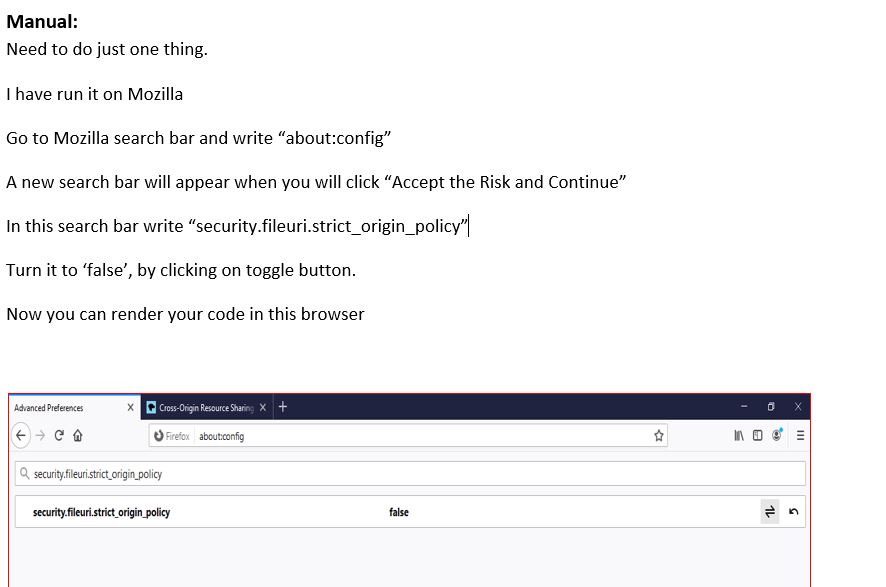 Manual:
Need to do just one thing.
I have run it on Mozilla
Go to Mozilla search bar and write “about:config”
A new search bar will appear when you will click “Accept the Risk and Continue”
In this search bar write “security.fileuri.strict_origin_policy”
Turn it to ‘false’, by clicking on toggle button.
Now you can render your code in this browser
Advanced Preferences Cross-Origin Resource Sharing
Firefox about:config
security.fileuri.strict_origin_policy
security.fileuri.strict_origin_policy false